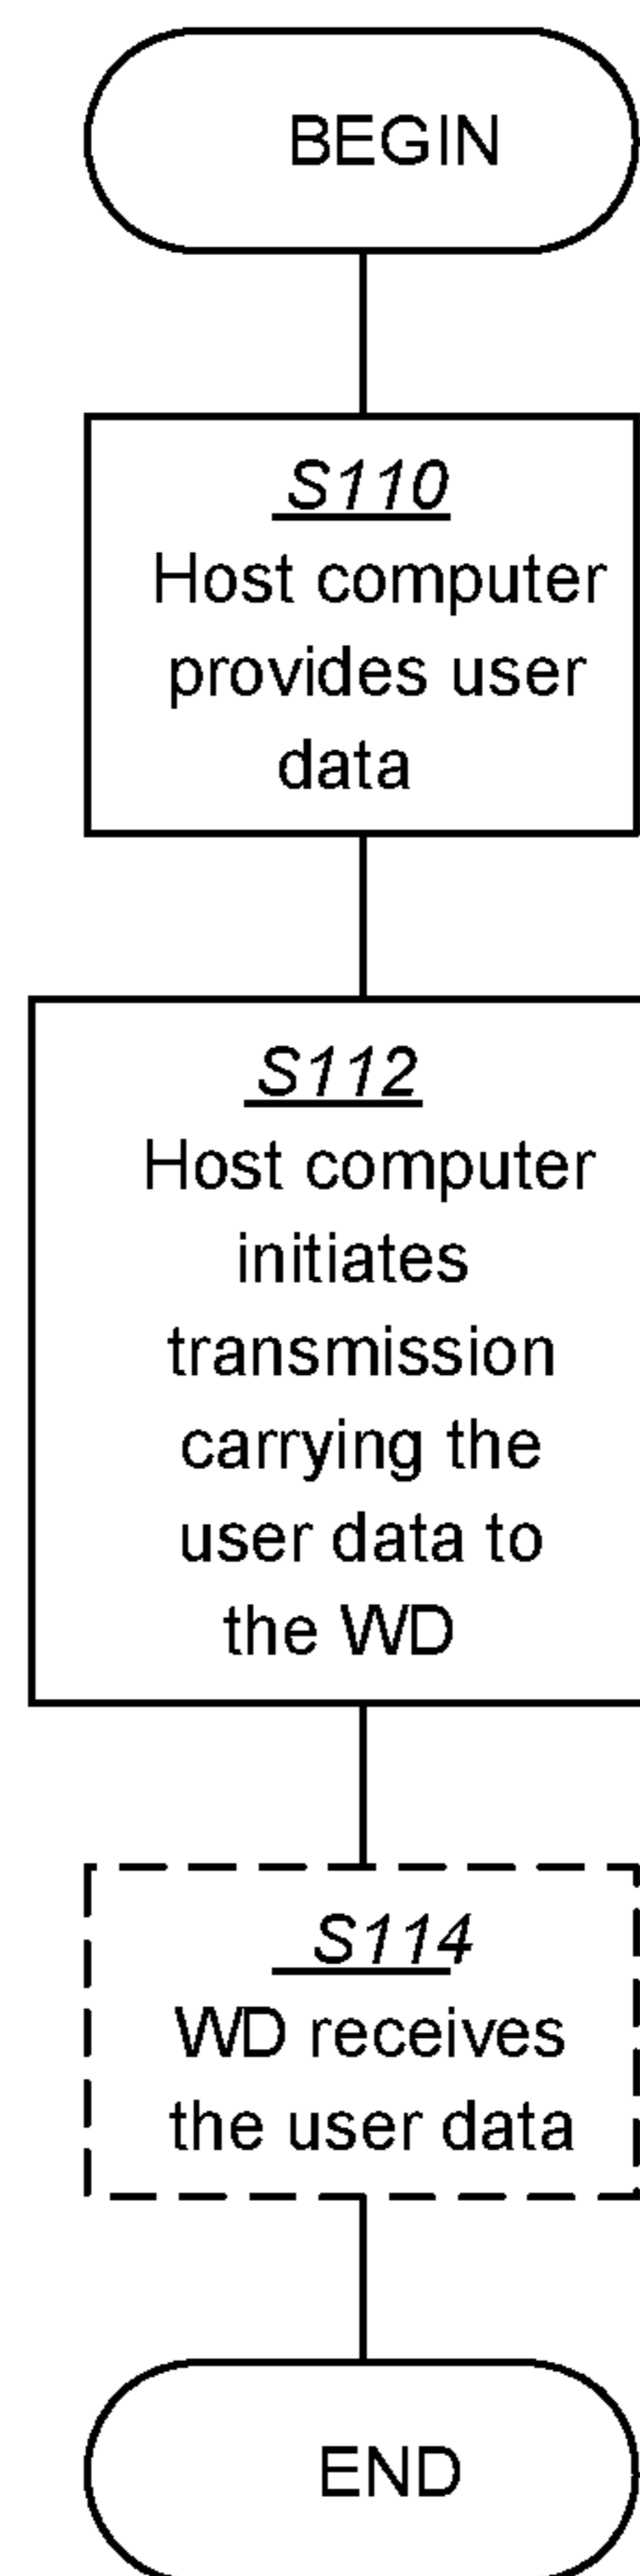 BEGIN
S110
Host computer
provides user
data
S112
Host computer
initiates
transmission
carrying the
user data to
the WD
S114
WD receives
the user data
END